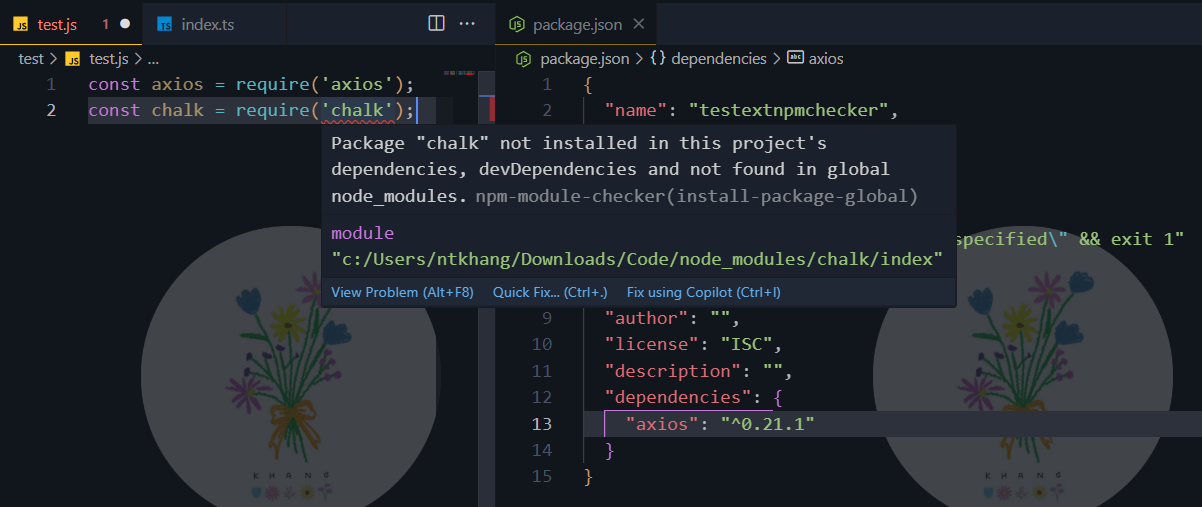 test.js 1
index.ts
test > test.js > ...
1 const axios = require('axios');
2 const chalk = require('chalk');
Package "chalk" not installed in this project's
dependencies, devDependencies and not found in global
node_modules. npm-module-checker(install-package-global)
module
"c:/Users/ntkhang/Downloads/Code/node_modules/chalk/index"
View Problem (Alt+F8) Quick Fix... (Ctrl+.) Fix using Copilot (Ctrl+I)
package.json
package.json > {} dependencies > abc axios
1 {
2 "name": "testextnpmchecker",
specified\" && exit 1"
9 "author": "",
10 "license": "ISC",
11 "description": "",
12 "dependencies": {
13 "axios": "^0.21.1"
14 }
15 }
KHANG
KHANG